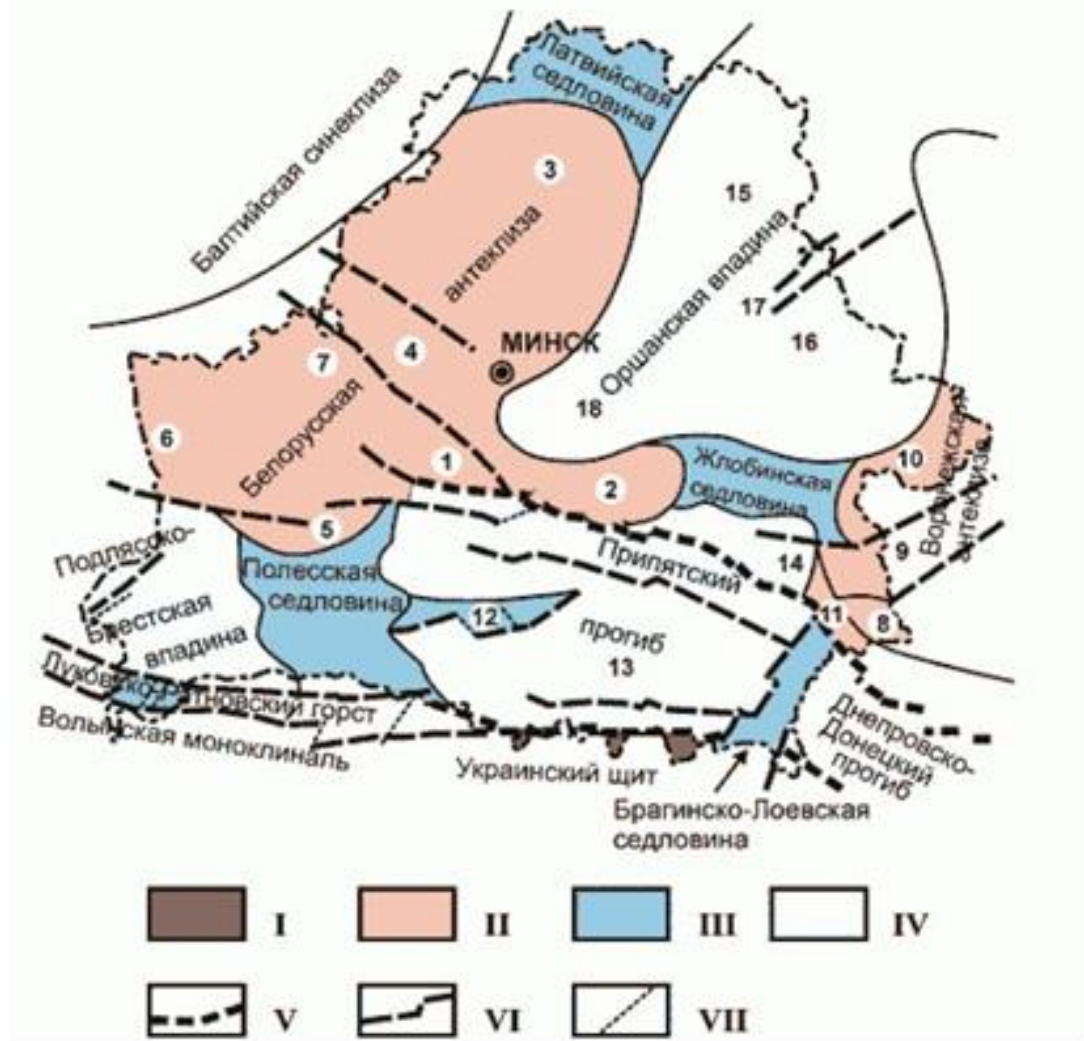 Латвийская
седловина
Балтийская синеклиза
3
15
антеклиза
Оршанская впадина
17
МИНСК
16
4
7
18
Белорусская
6
1
2
Жлобинская
седловина
10
Воронежская
антеклиза
5
9
14
Подлясско-
Брестская
впадина
Полесская
седловина
Припятский
прогиб
12
13
11
8
Луковско-Ратновский горст
Волынская моноклиналь
Украинский щит
Днепровско-
Донецкий
прогиб
Брагинско-Лоевская
седловина
I
II
III
IV
V
VI
VII